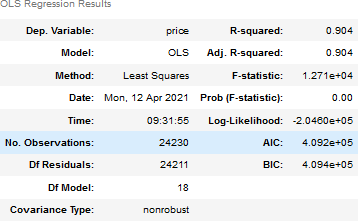 OLS Regression Results
Dep. Variable: price R-squared: 0.904
Model: OLS Adj. R-squared: 0.904
Method: Least Squares F-statistic: 1.271e+04
Date: Mon, 12 Apr 2021 Prob (F-statistic): 0.00
Time: 09:31:55 Log-Likelihood: -2.0460e+05
No. Observations: 24230 AIC: 4.092e+05
Df Residuals: 24211 BIC: 4.094e+05
Df Model: 18
Covariance Type: nonrobust